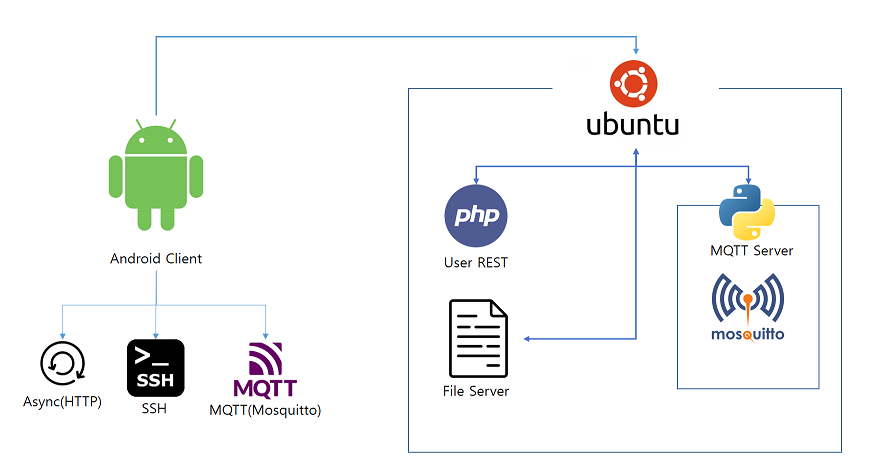 ubuntu
php
User REST
MQTT Server
mosquitto
File Server
Android Client
>_
SSH
MQTT
Async(HTTP)
SSH
MQTT(Mosquitto)